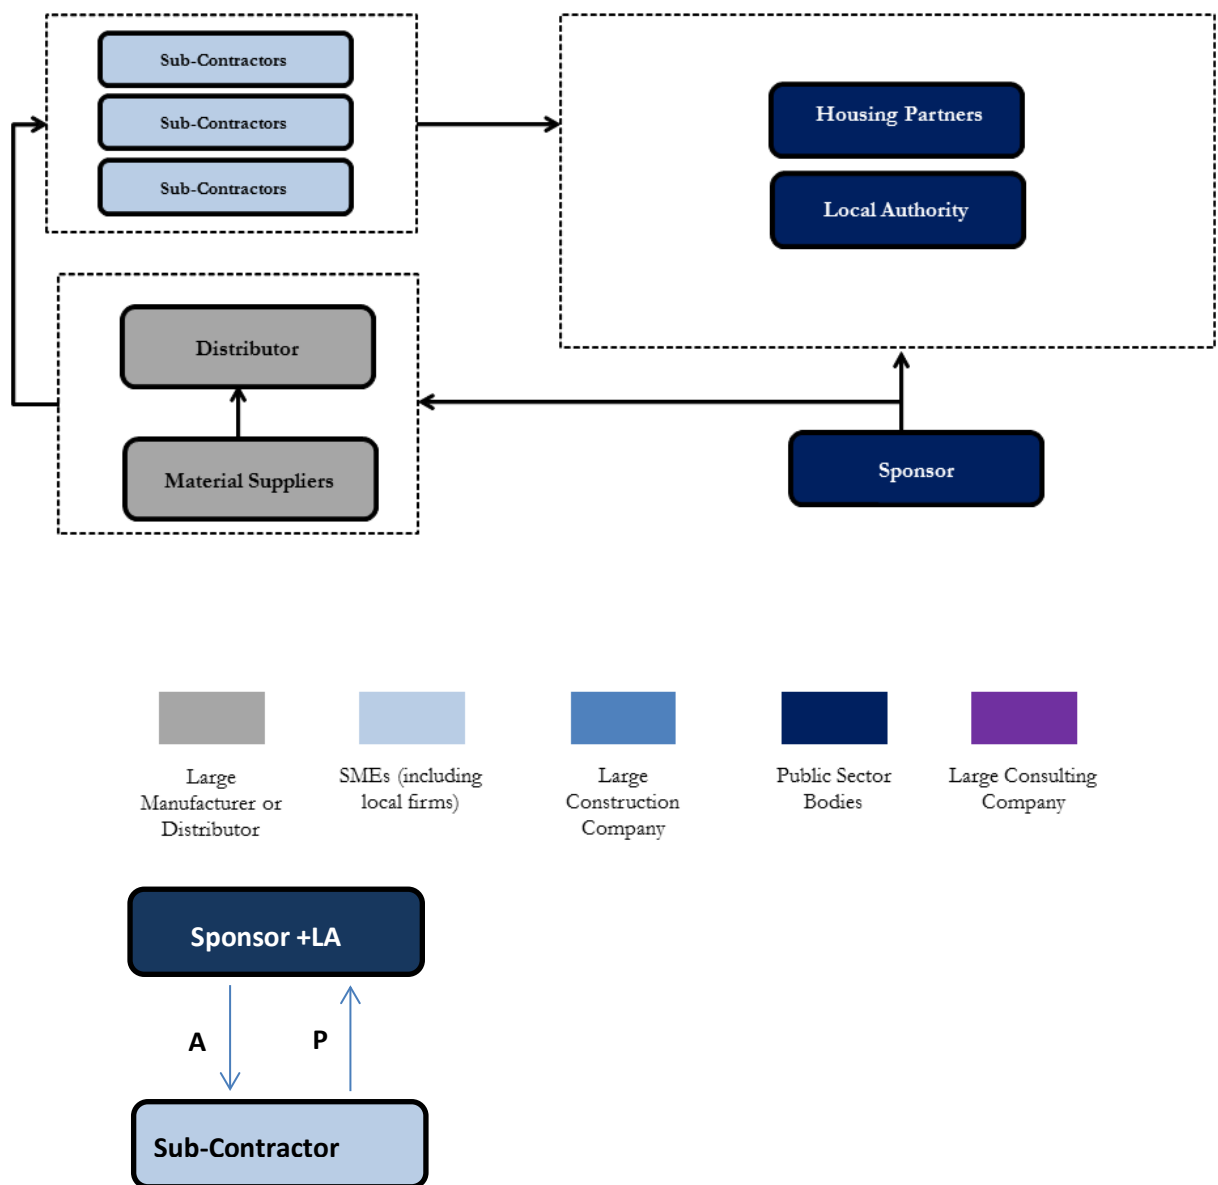 Sub-Contractors
Sub-Contractors
Sub-Contractors
Housing Partners
Local Authority
Distributor
Material Suppliers
Sponsor
Large
Manufacturer or
Distributor
SMEs (including
local firms)
Large
Construction
Company
Public Sector
Bodies
Large Consulting
Company
Sponsor +LA
A
P
Sub-Contractor